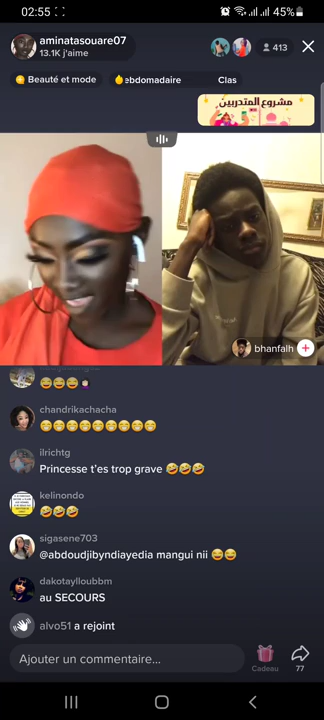 02:55
45%
aminatasouare07
13.1K j'aime
413
Beauté et mode
ebdomadaire
Clas
مشروع المتدربين
bhanfalh
😂😂😂🤷🏻‍♀️
chandrikachacha
😁😁😁😁😁😁😁😁😁
ilrichtg
Princesse t'es trop grave 🤣🤣🤣
kelinondo
🤣🤣🤣
sigasene703
@abdoudjibyndiayedia mangui nii 😂😂
dakotaylloubbm
au SECOURS
alvo51 a rejoint
Ajouter un commentaire...
Cadeau
77